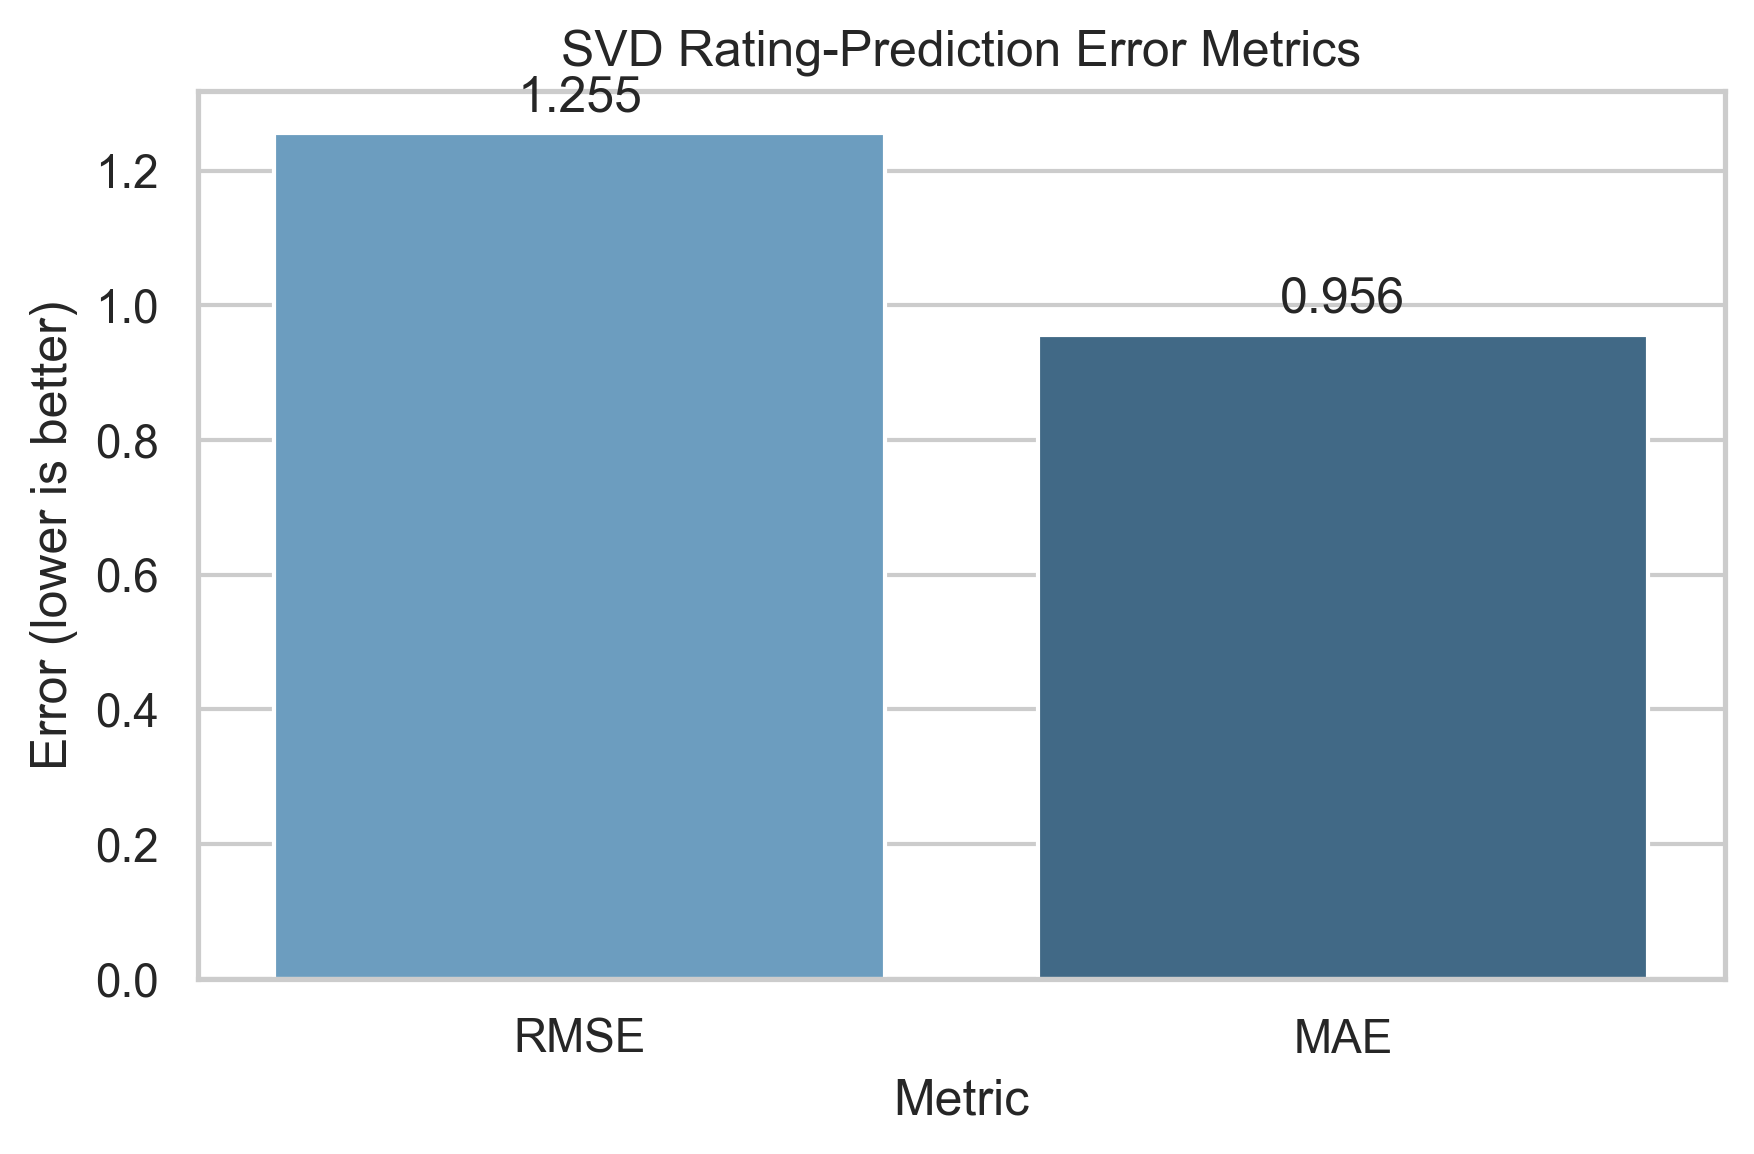 SVD Rating-Prediction Error Metrics
1.255
0.956
Error (lower is better)
1.2
1.0
0.8
0.6
0.4
0.2
0.0
RMSE
MAE
Metric